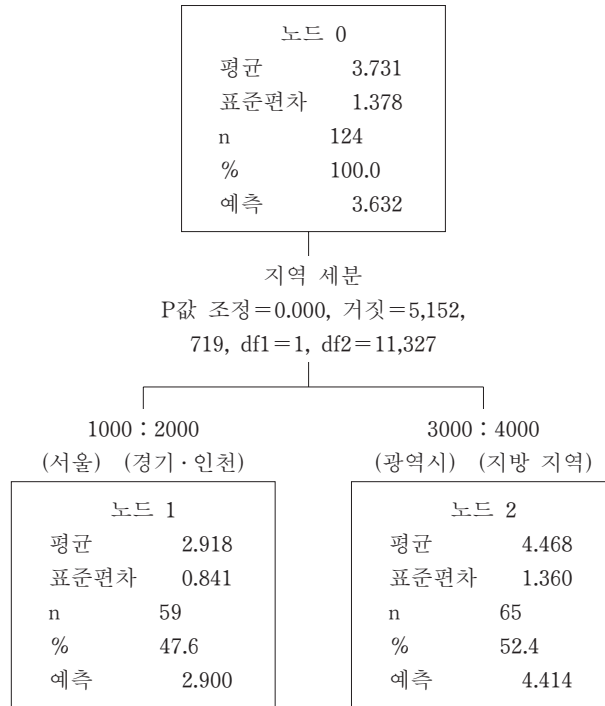 노드 0
평균 3.731
표준편차 1.378
n 124
% 100.0
예측 3.632
지역 세분
P값 조정=0.000, 거짓=5,152,
719, df1=1, df2=11,327
1000：2000
(서울) (경기·인천)
노드 1
평균 2.918
표준편차 0.841
n 59
% 47.6
예측 2.900
3000：4000
(광역시) (지방 지역)
노드 2
평균 4.468
표준편차 1.360
n 65
% 52.4
예측 4.414